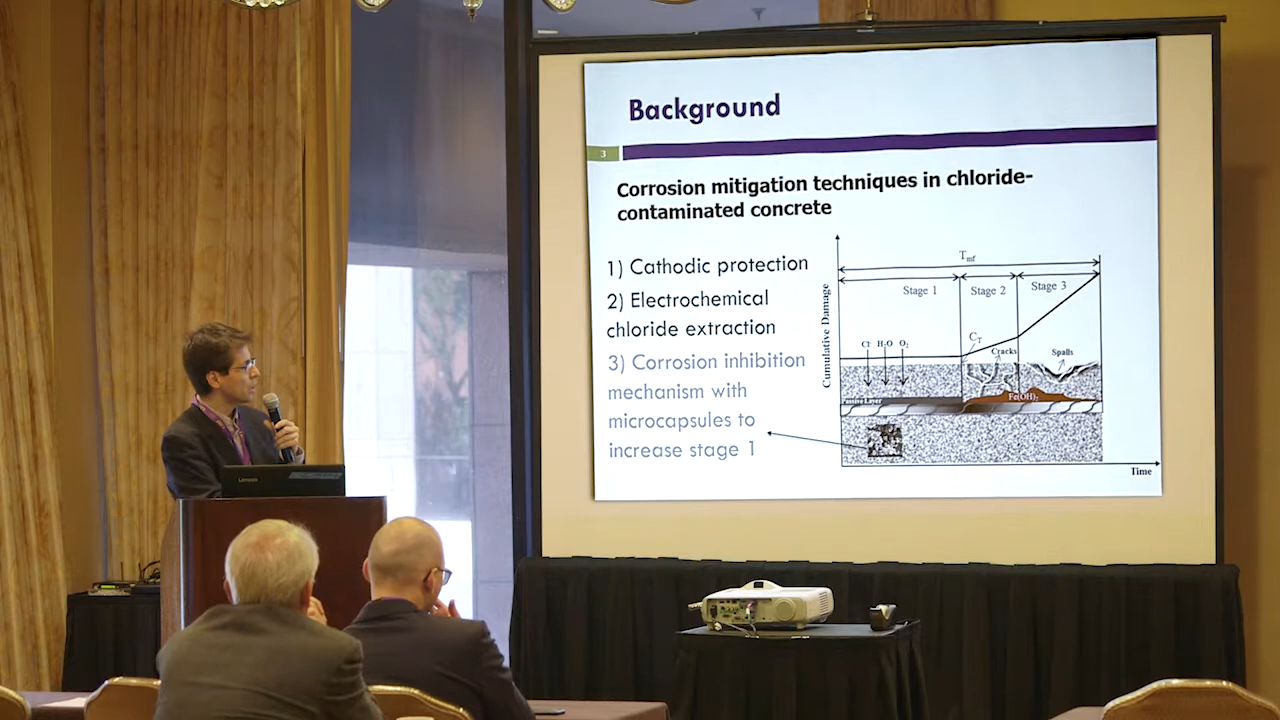 Background
3
Corrosion mitigation techniques in chloride-
contaminated concrete
1) Cathodic protection
2) Electrochemical
chloride extraction
3) Corrosion inhibition
mechanism with
microcapsules to
increase stage 1
Tmf
Stage 1 Stage 2 Stage 3
Cumulative Damage
CT
Cl- H2O O2
Cracks Spalls
Passive Layer
Fe(OH)2
Time
Lenovo